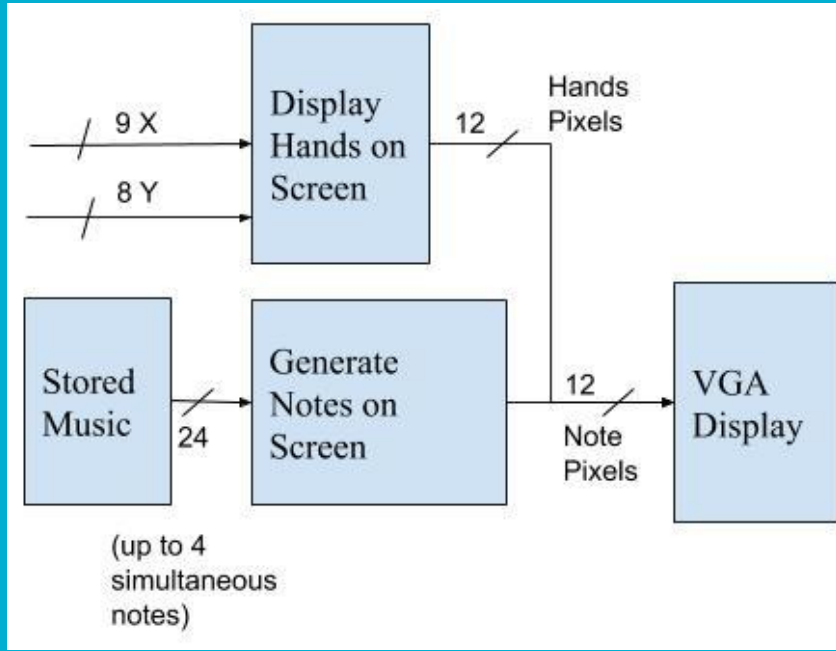 9 X
8 Y
Display
Hands on
Screen
12
Hands
Pixels
Stored
Music
24
(up to 4
simultaneous
notes)
Generate
Notes on
Screen
12
Note
Pixels
VGA
Display